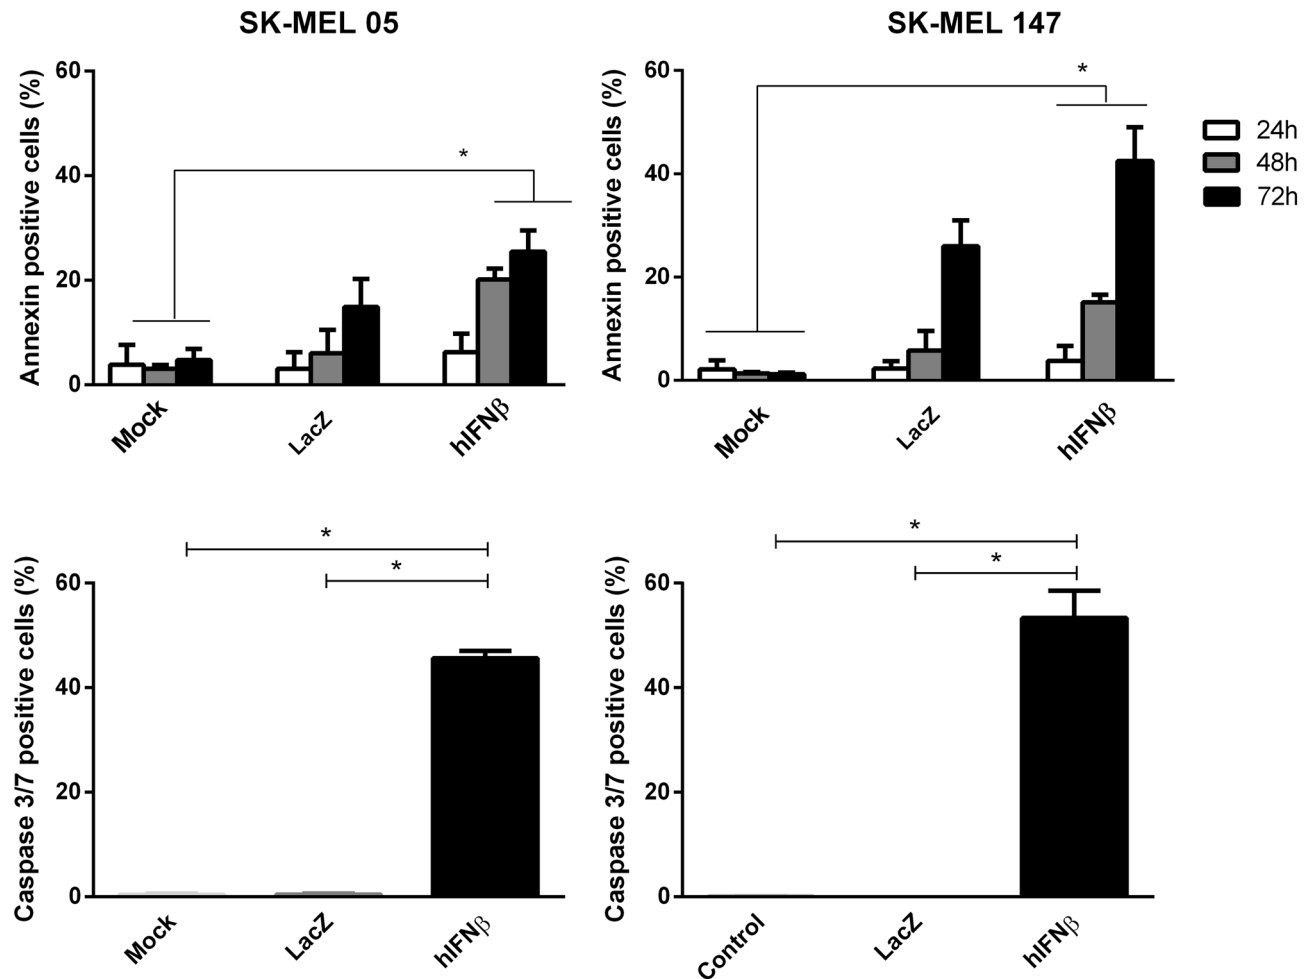 SK-MEL 05
SK-MEL 147
Annexin positive cells (%)
60
40
20
0
*
Mock
LacZ
hIFNβ
Annexin positive cells (%)
60
40
20
0
*
Mock
LacZ
hIFNβ
24h
48h
72h
Caspase 3/7 positive cells (%)
60
40
20
0
*
*
Mock
LacZ
hIFNβ
Caspase 3/7 positive cells (%)
60
40
20
0
*
*
Control
LacZ
hIFNβ